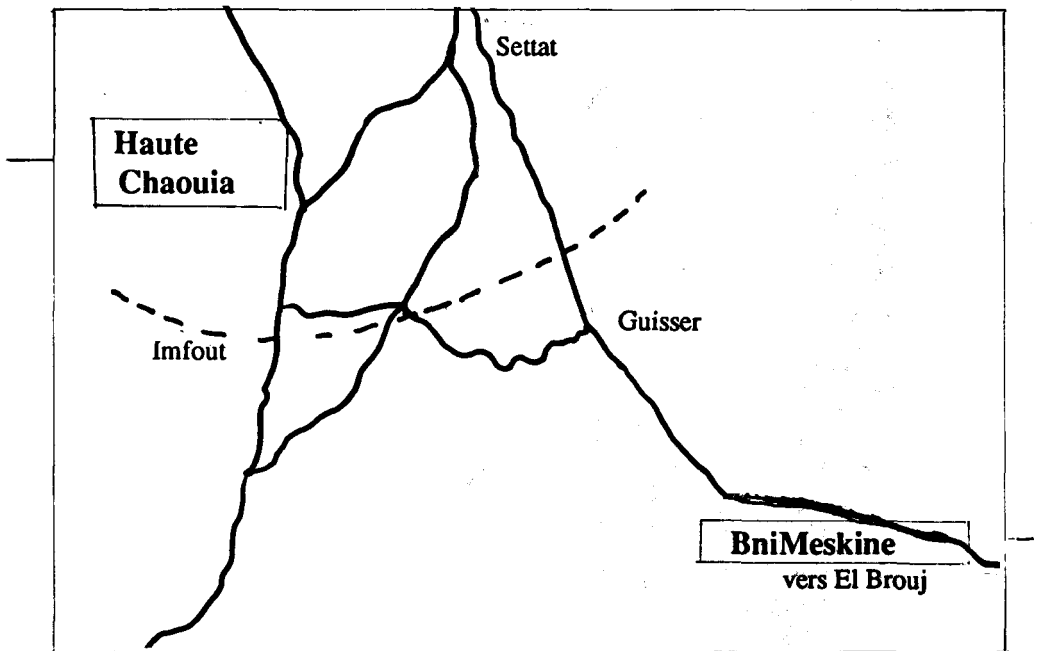 Settat
Haute
Chaouia
Imfout
Guisser
BniMeskine
vers El Brouj